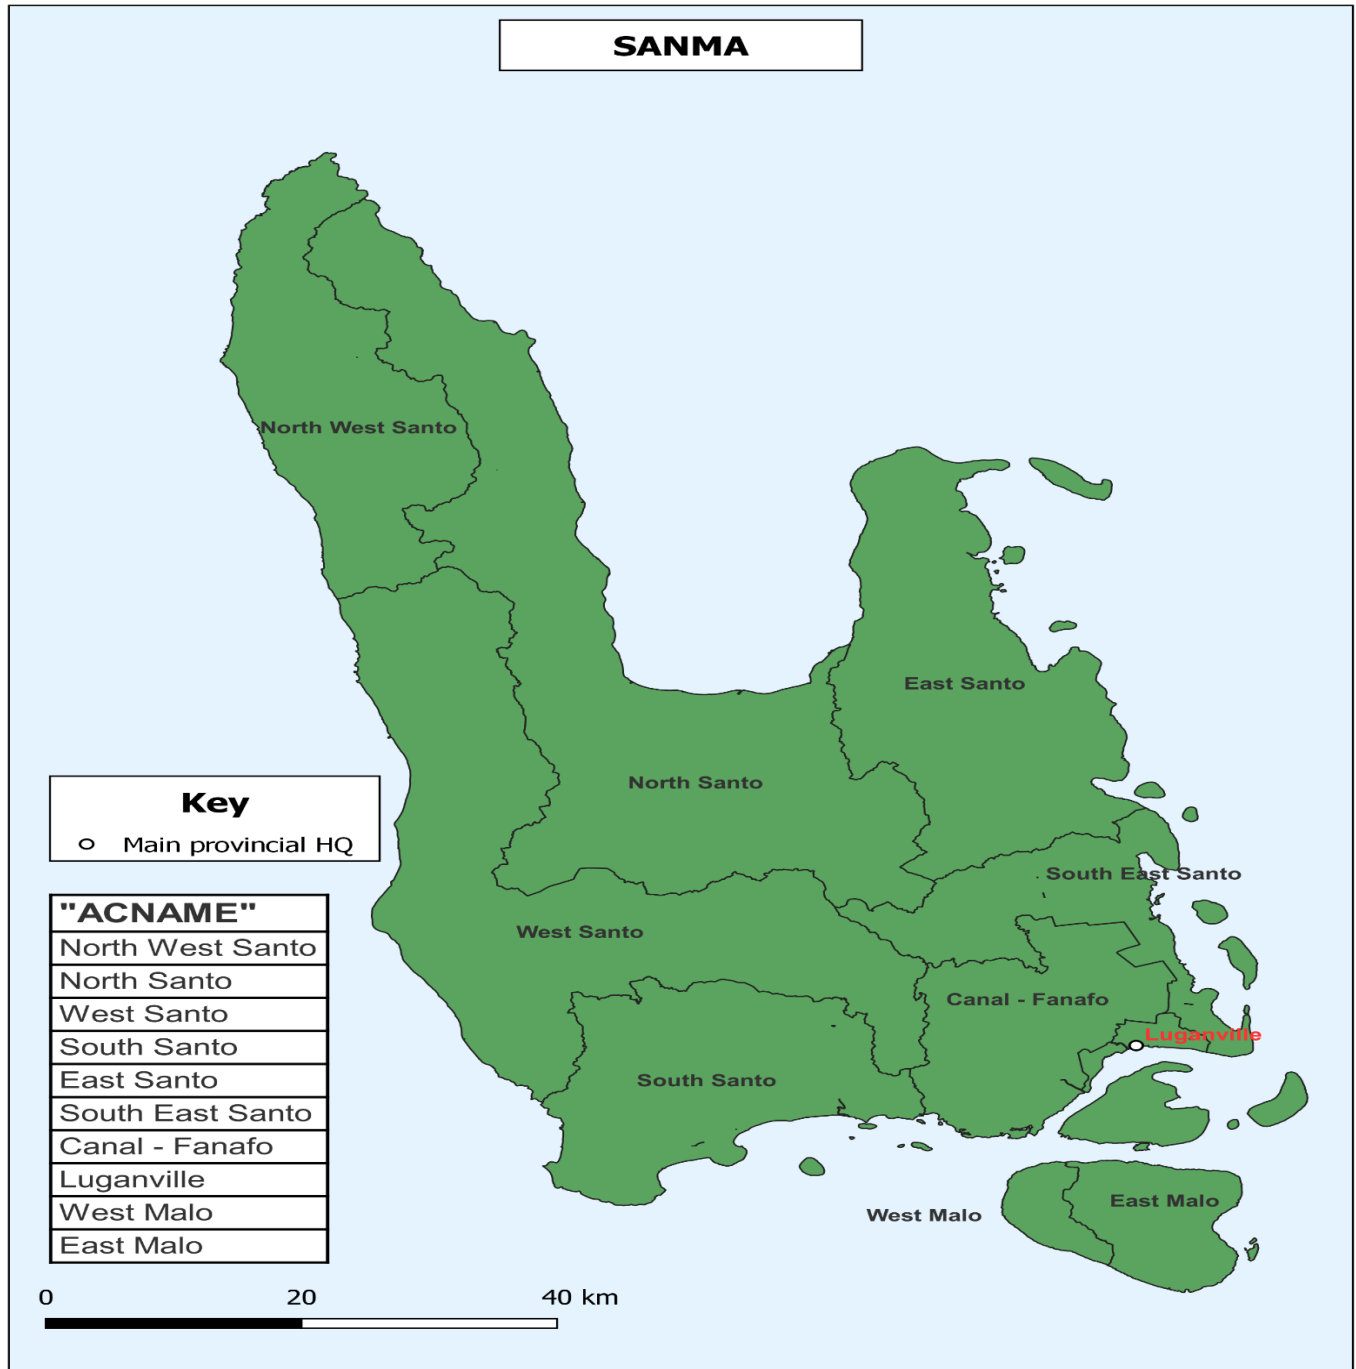 SANMA
North West Santo
East Santo
North Santo
South East Santo
West Santo
Canal - Fanafo
Luganville
South Santo
East Malo
West Malo
Key
Main provincial HQ
"ACNAME"
North West Santo
North Santo
West Santo
South Santo
East Santo
South East Santo
Canal - Fanafo
Luganville
West Malo
East Malo
0 20 40 km